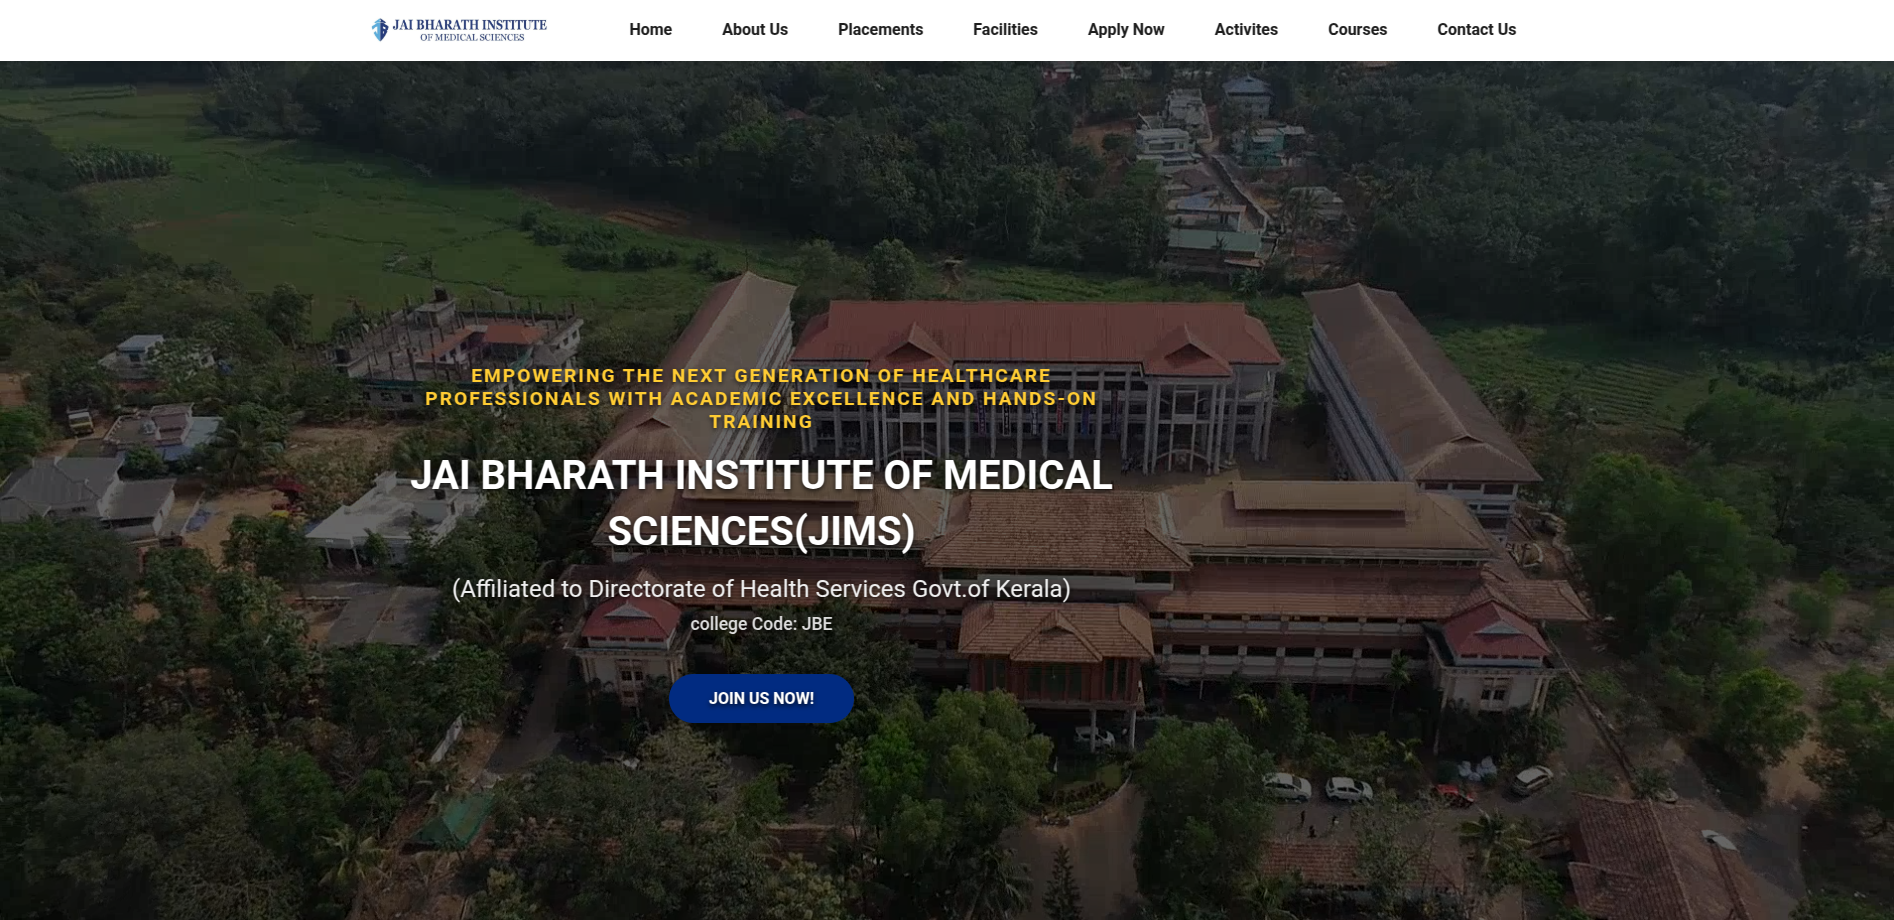 JAI BHARATH INSTITUTE
OF MEDICAL SCIENCES
Home About Us Placements Facilities Apply Now Activites Courses Contact Us
EMPOWERING THE NEXT GENERATION OF HEALTHCARE
PROFESSIONALS WITH ACADEMIC EXCELLENCE AND HANDS-ON
TRAINING
JAI BHARATH INSTITUTE OF MEDICAL
SCIENCES(JIMS)
(Affiliated to Directorate of Health Services Govt.of Kerala)
college Code: JBE
JOIN US NOW!